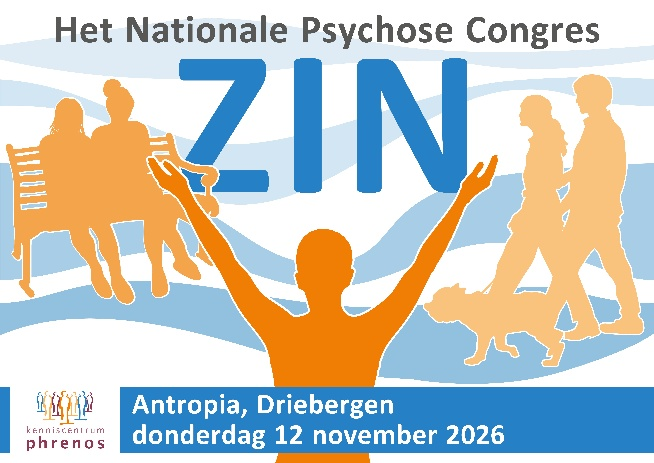 Het Nationale Psychose Congres
ZIN
Antropia, Driebergen
donderdag 12 november 2026
kenniscentrum
phrenos